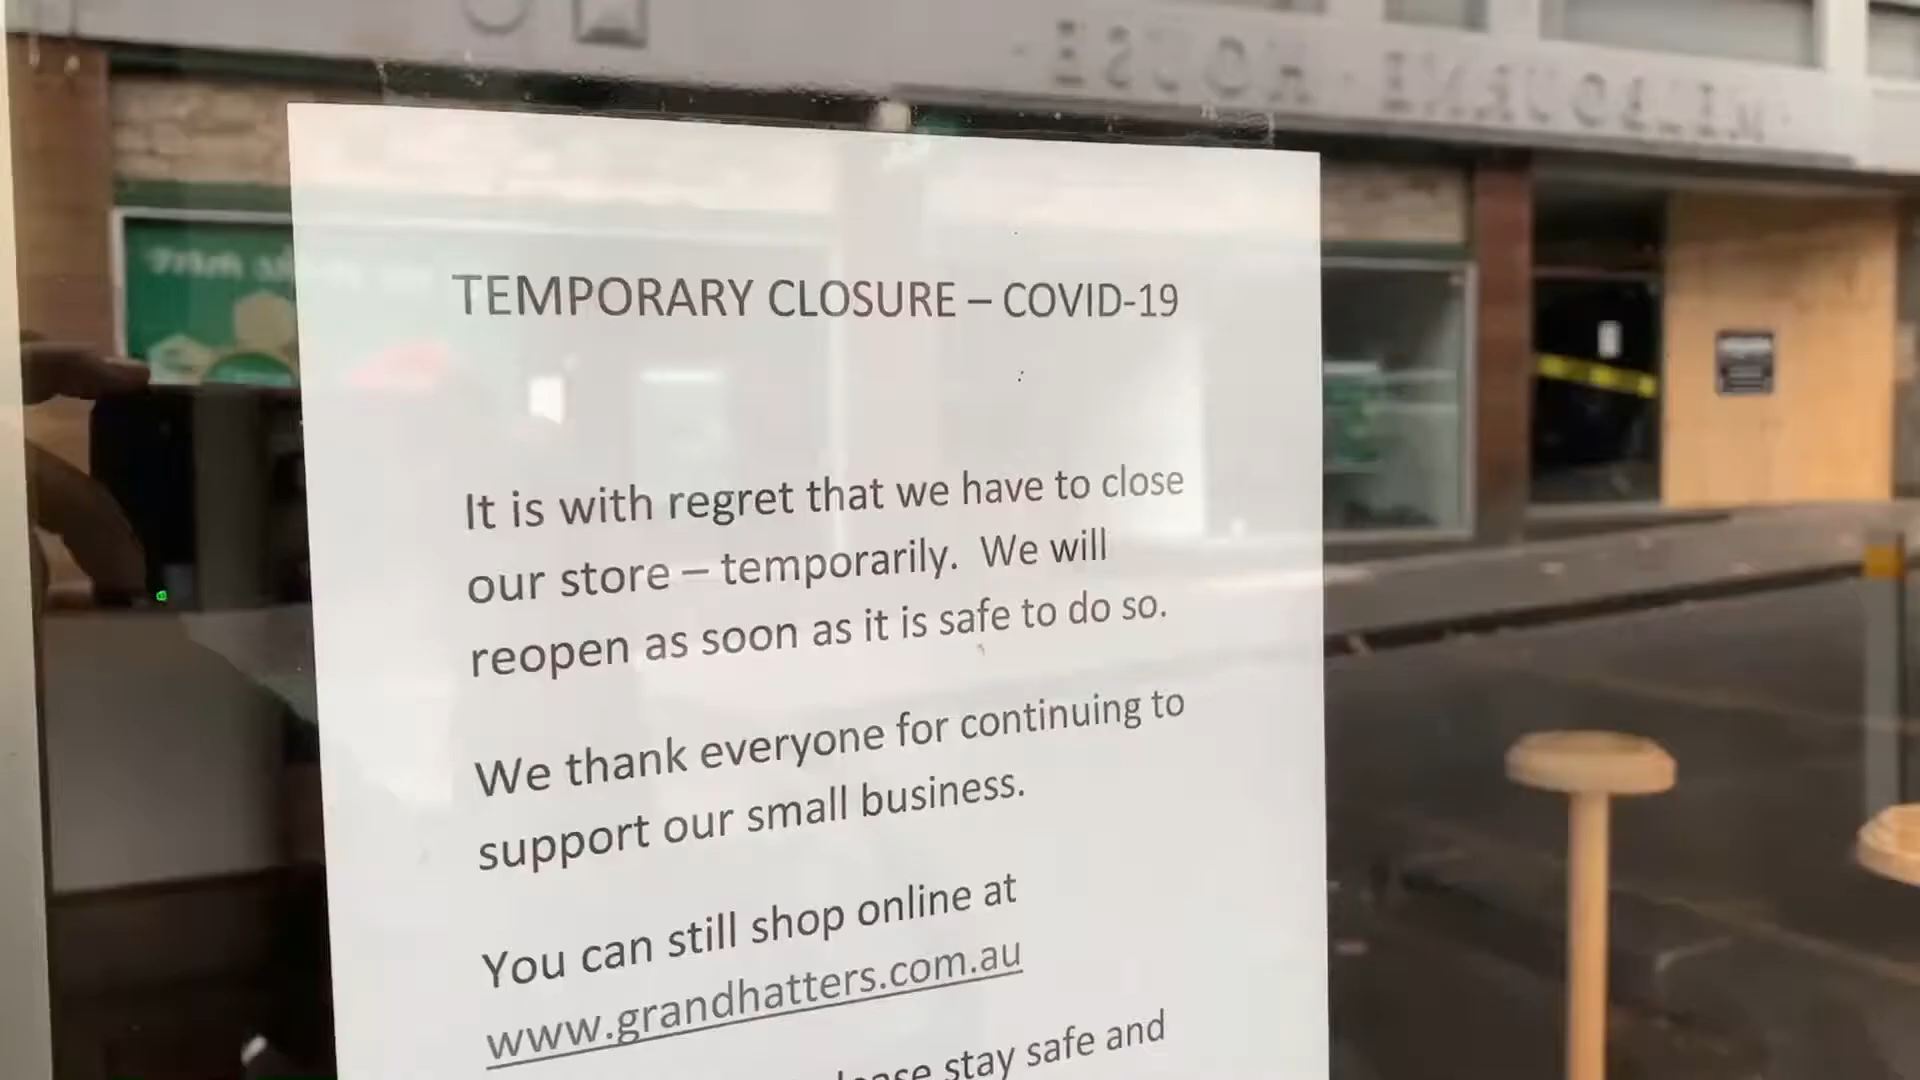 MELBOURNE · HOUSE
TEMPORARY CLOSURE – COVID-19
It is with regret that we have to close
our store – temporarily. We will
reopen as soon as it is safe to do so.
We thank everyone for continuing to
support our small business.
You can still shop online at
www.grandhatters.com.au
stay safe and